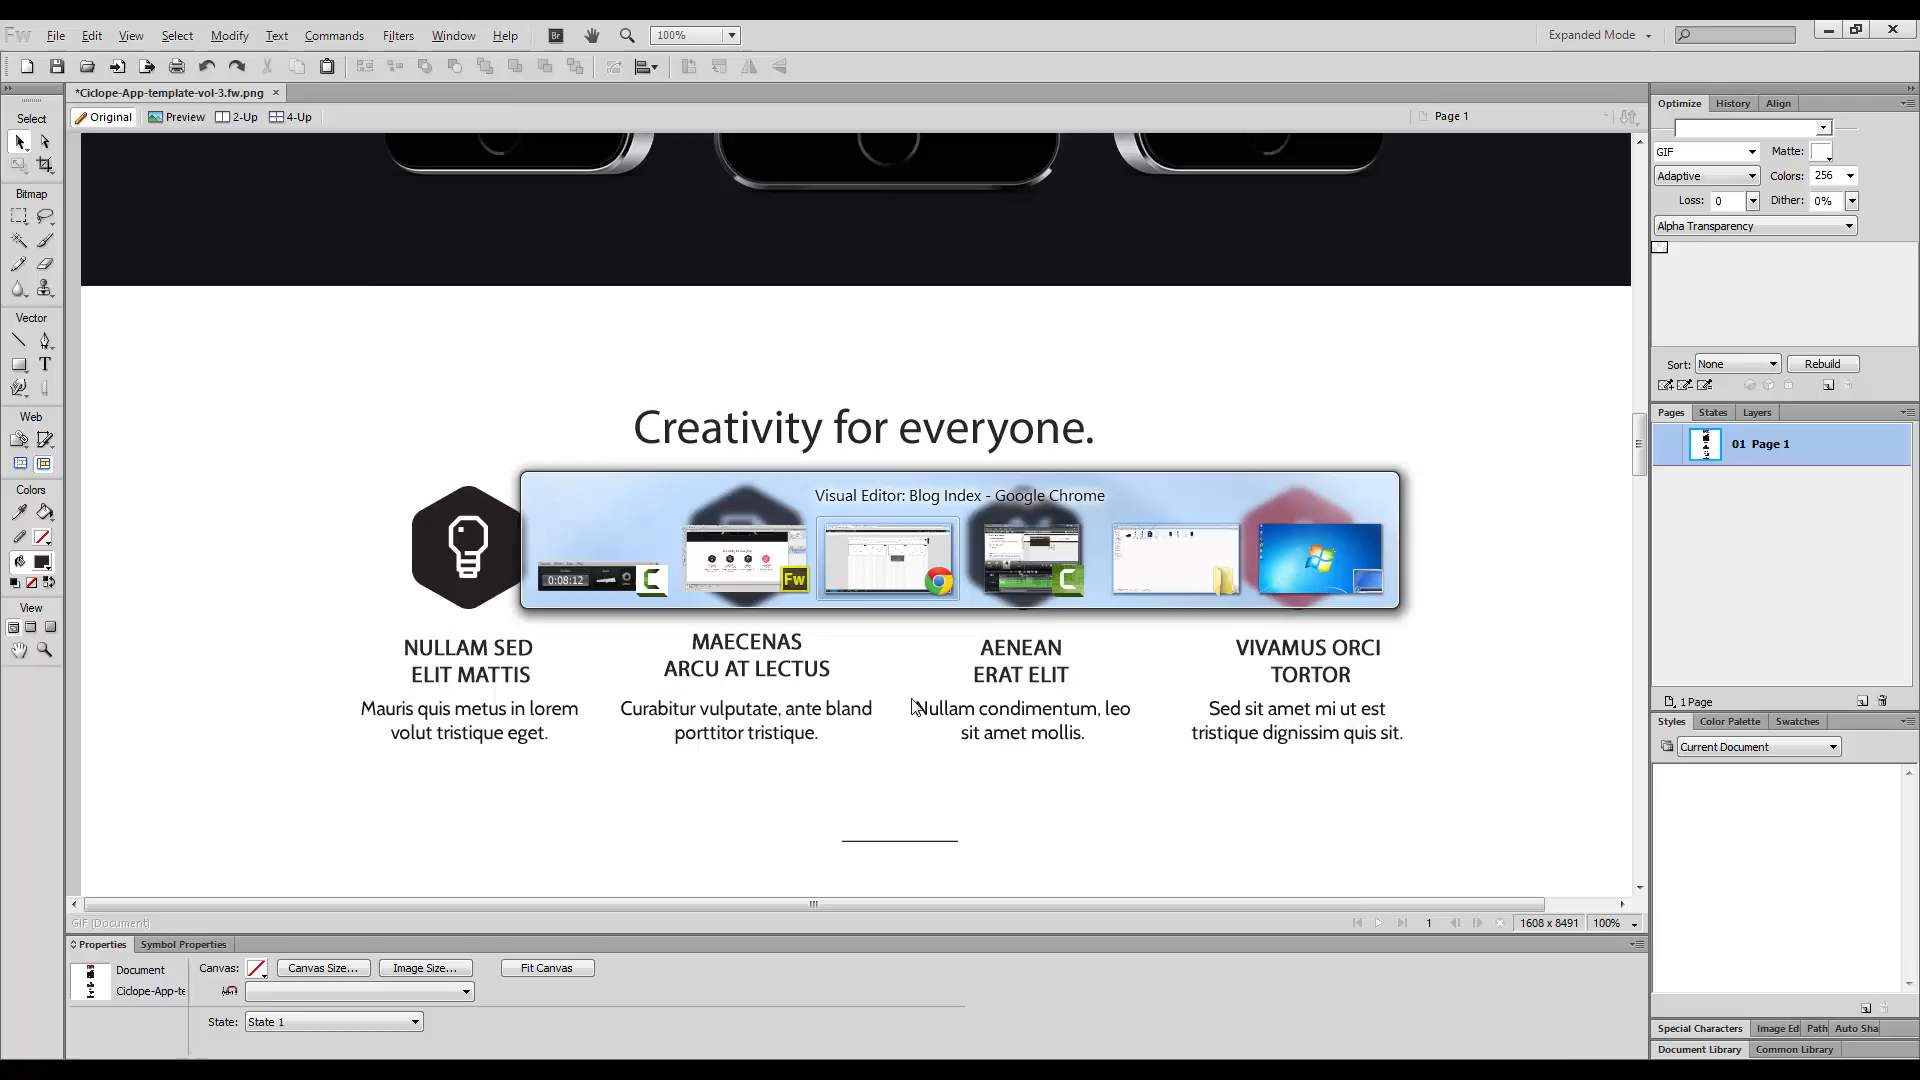 Fw File Edit View Select Modify Text Commands Filters Window Help Br 100% Expanded Mode
*Ciclope-App-template-vol-3.fw.png
Original Preview 2-Up 4-Up Page 1
Select
Bitmap
Vector
T
Web
Colors
View
Creativity for everyone.
Visual Editor: Blog Index - Google Chrome
0:08:12
Fw
NULLAM SED
ELIT MATTIS
Mauris quis metus in lorem
volut tristique eget.
MAECENAS
ARCU AT LECTUS
Curabitur vulputate, ante bland
porttitor tristique.
AENEAN
ERAT ELIT
Nullam condimentum, leo
sit amet mollis.
VIVAMUS ORCI
TORTOR
Sed sit amet mi ut est
tristique dignissim quis sit.
GIF (Document)
1 1608 x 8491 100%
Properties Symbol Properties
Document
Ciclope-App-te
Canvas: Canvas Size... Image Size... Fit Canvas
State: State 1
Optimize History Align
GIF Matte:
Adaptive Colors: 256
Loss: 0 Dither: 0%
Alpha Transparency
Sort: None Rebuild
Pages States Layers
01 Page 1
1 Page
Styles Color Palette Swatches
Current Document
Special Characters Image Ed Path Auto Sha
Document Library Common Library